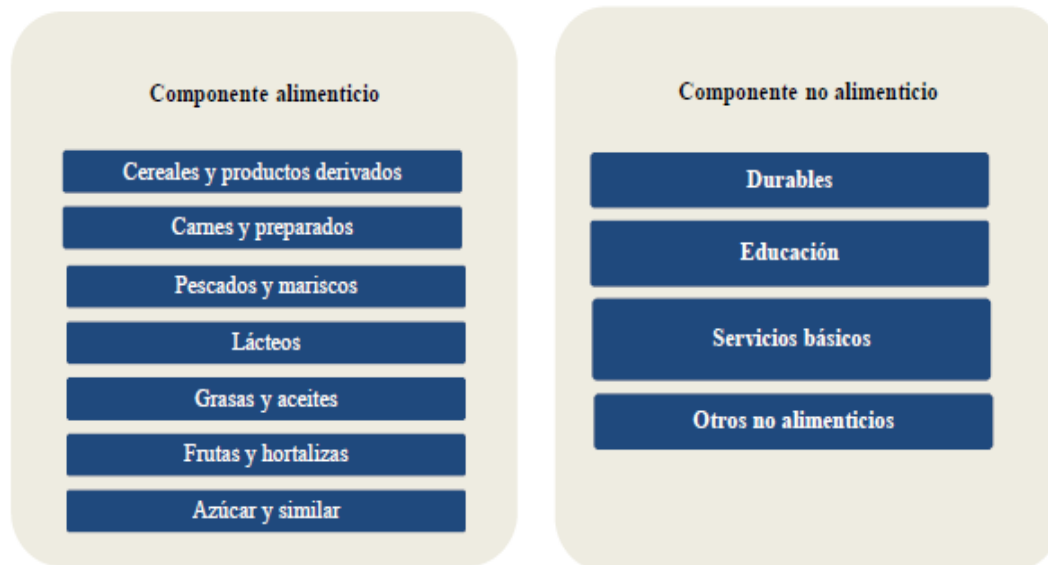 Componente alimenticio
Cereales y productos derivados
Carnes y preparados
Pescados y mariscos
Lácteos
Grasas y aceites
Frutas y hortalizas
Azúcar y similar
Componente no alimenticio
Durables
Educación
Servicios básicos
Otros no alimenticios